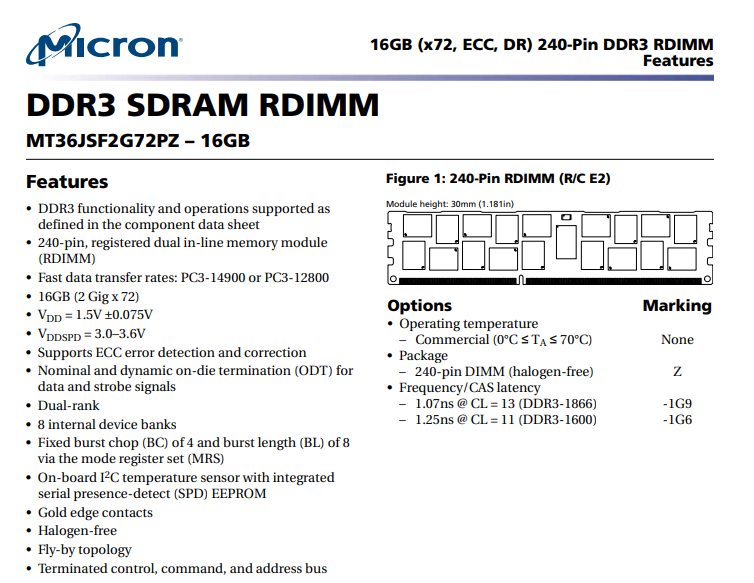 Micron
16GB (x72, ECC, DR) 240-Pin DDR3 RDIMM
Features
DDR3 SDRAM RDIMM
MT36JSF2G72PZ – 16GB
Features
• DDR3 functionality and operations supported as
defined in the component data sheet
• 240-pin, registered dual in-line memory module
(RDIMM)
• Fast data transfer rates: PC3-14900 or PC3-12800
• 16GB (2 Gig x 72)
• VDD = 1.5V ±0.075V
• VDDSPD = 3.0–3.6V
• Supports ECC error detection and correction
• Nominal and dynamic on-die termination (ODT) for
data and strobe signals
• Dual-rank
• 8 internal device banks
• Fixed burst chop (BC) of 4 and burst length (BL) of 8
via the mode register set (MRS)
• On-board I2C temperature sensor with integrated
serial presence-detect (SPD) EEPROM
• Gold edge contacts
• Halogen-free
• Fly-by topology
• Terminated control, command, and address bus
Figure 1: 240-Pin RDIMM (R/C E2)
Module height: 30mm (1.181in)
Options Marking
• Operating temperature
– Commercial (0°C ≤ TA ≤ 70°C) None
• Package
– 240-pin DIMM (halogen-free) Z
• Frequency/CAS latency
– 1.07ns @ CL = 13 (DDR3-1866) -1G9
– 1.25ns @ CL = 11 (DDR3-1600) -1G6